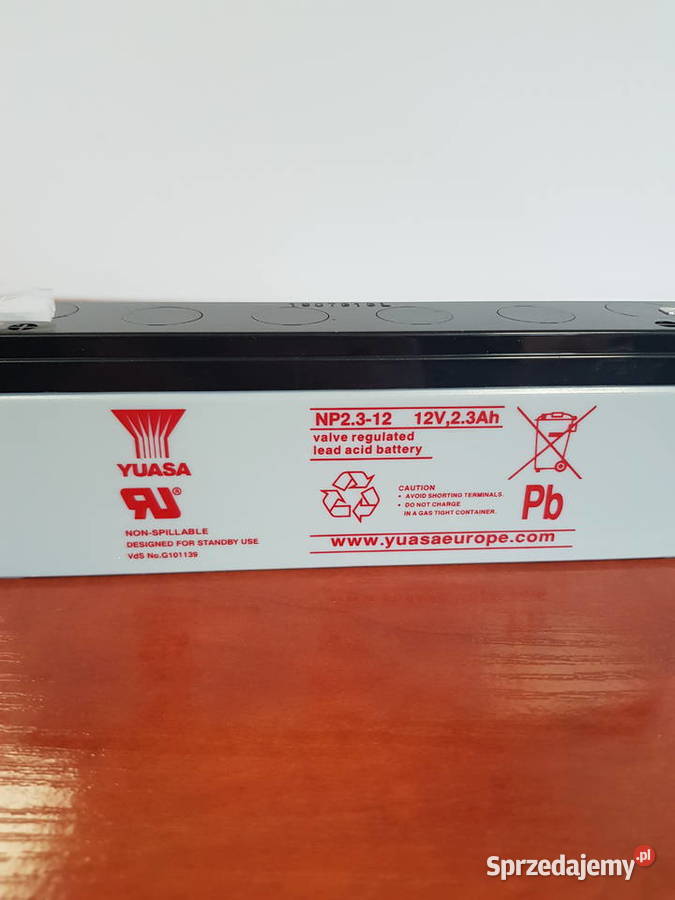 YUASA
NON-SPILLABLE
DESIGNED FOR STANDBY USE
VdS No.G101139
NP2.3-12 12V,2.3Ah
valve regulated
lead acid battery
CAUTION
• AVOID SHORTING TERMINALS.
• DO NOT CHARGE
IN A GAS TIGHT CONTAINER.
Pb
www.yuasaeurope.com
Sprzedajemy.pl